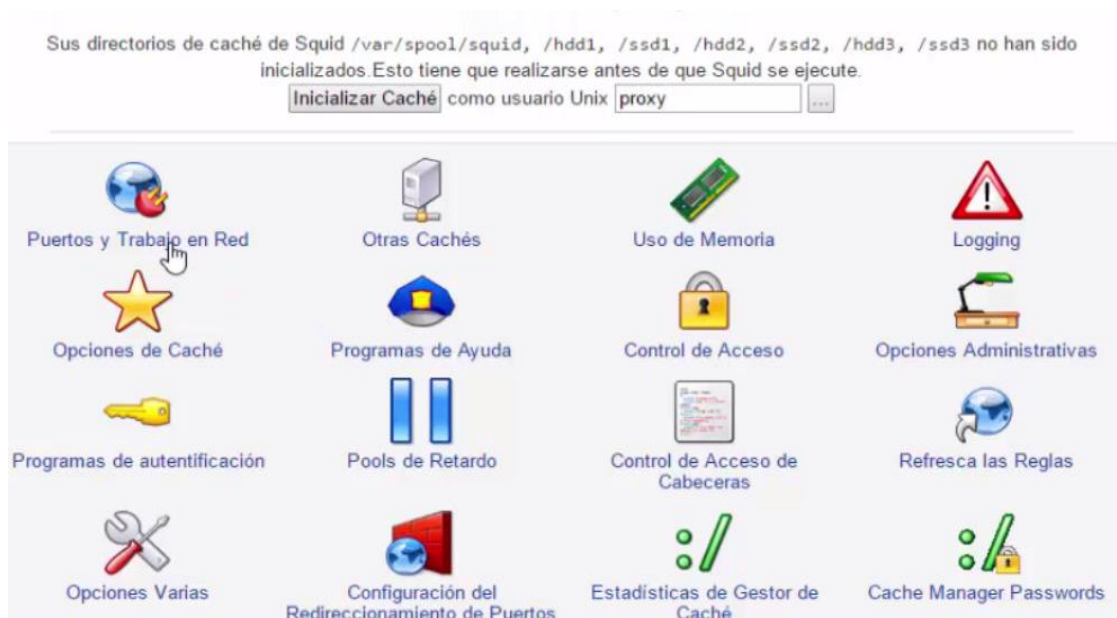 Sus directorios de caché de Squid /var/spool/squid, /hdd1, /ssd1, /hdd2, /ssd2, /hdd3, /ssd3 no han sido
inicializados.Esto tiene que realizarse antes de que Squid se ejecute.
Inicializar Caché como usuario Unix proxy ...
Puertos y Trabajo en Red
Otras Cachés
Uso de Memoria
Logging
Opciones de Caché
Programas de Ayuda
Control de Acceso
Opciones Administrativas
Programas de autentificación
Pools de Retardo
Control de Acceso de
Cabeceras
Refresca las Reglas
Opciones Varias
Configuración del
Redireccionamiento de Puertos
Estadísticas de Gestor de
Caché
Cache Manager Passwords